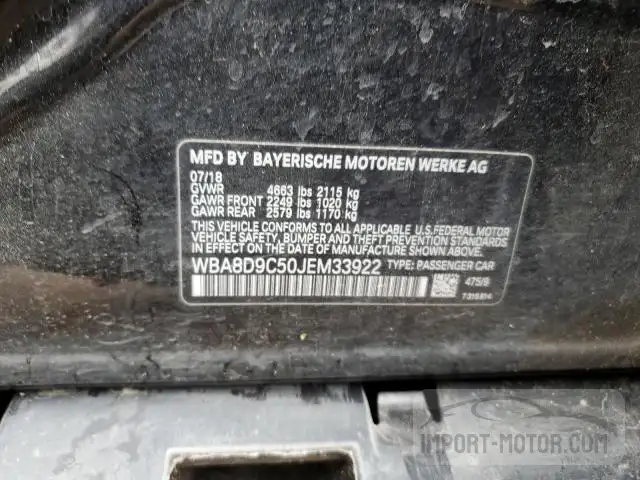 MFD BY BAYERISCHE MOTOREN WERKE AG
07/18
GVWR 4663 lbs 2115 kg
GAWR FRONT 2249 lbs 1020 kg
GAWR REAR 2579 lbs 1170 kg
THIS VEHICLE CONFORMS TO ALL APPLICABLE U.S.FEDERAL MOTOR
VEHICLE SAFETY, BUMPER AND THEFT PREVENTION STANDARDS
IN EFFECT ON THE DATE OF MANUFACTURE SHOWN ABOVE.
WBA8D9C50JEM33922 TYPE: PASSENGER CAR
475/9
7315814
IMPORT-MOTOR.COM